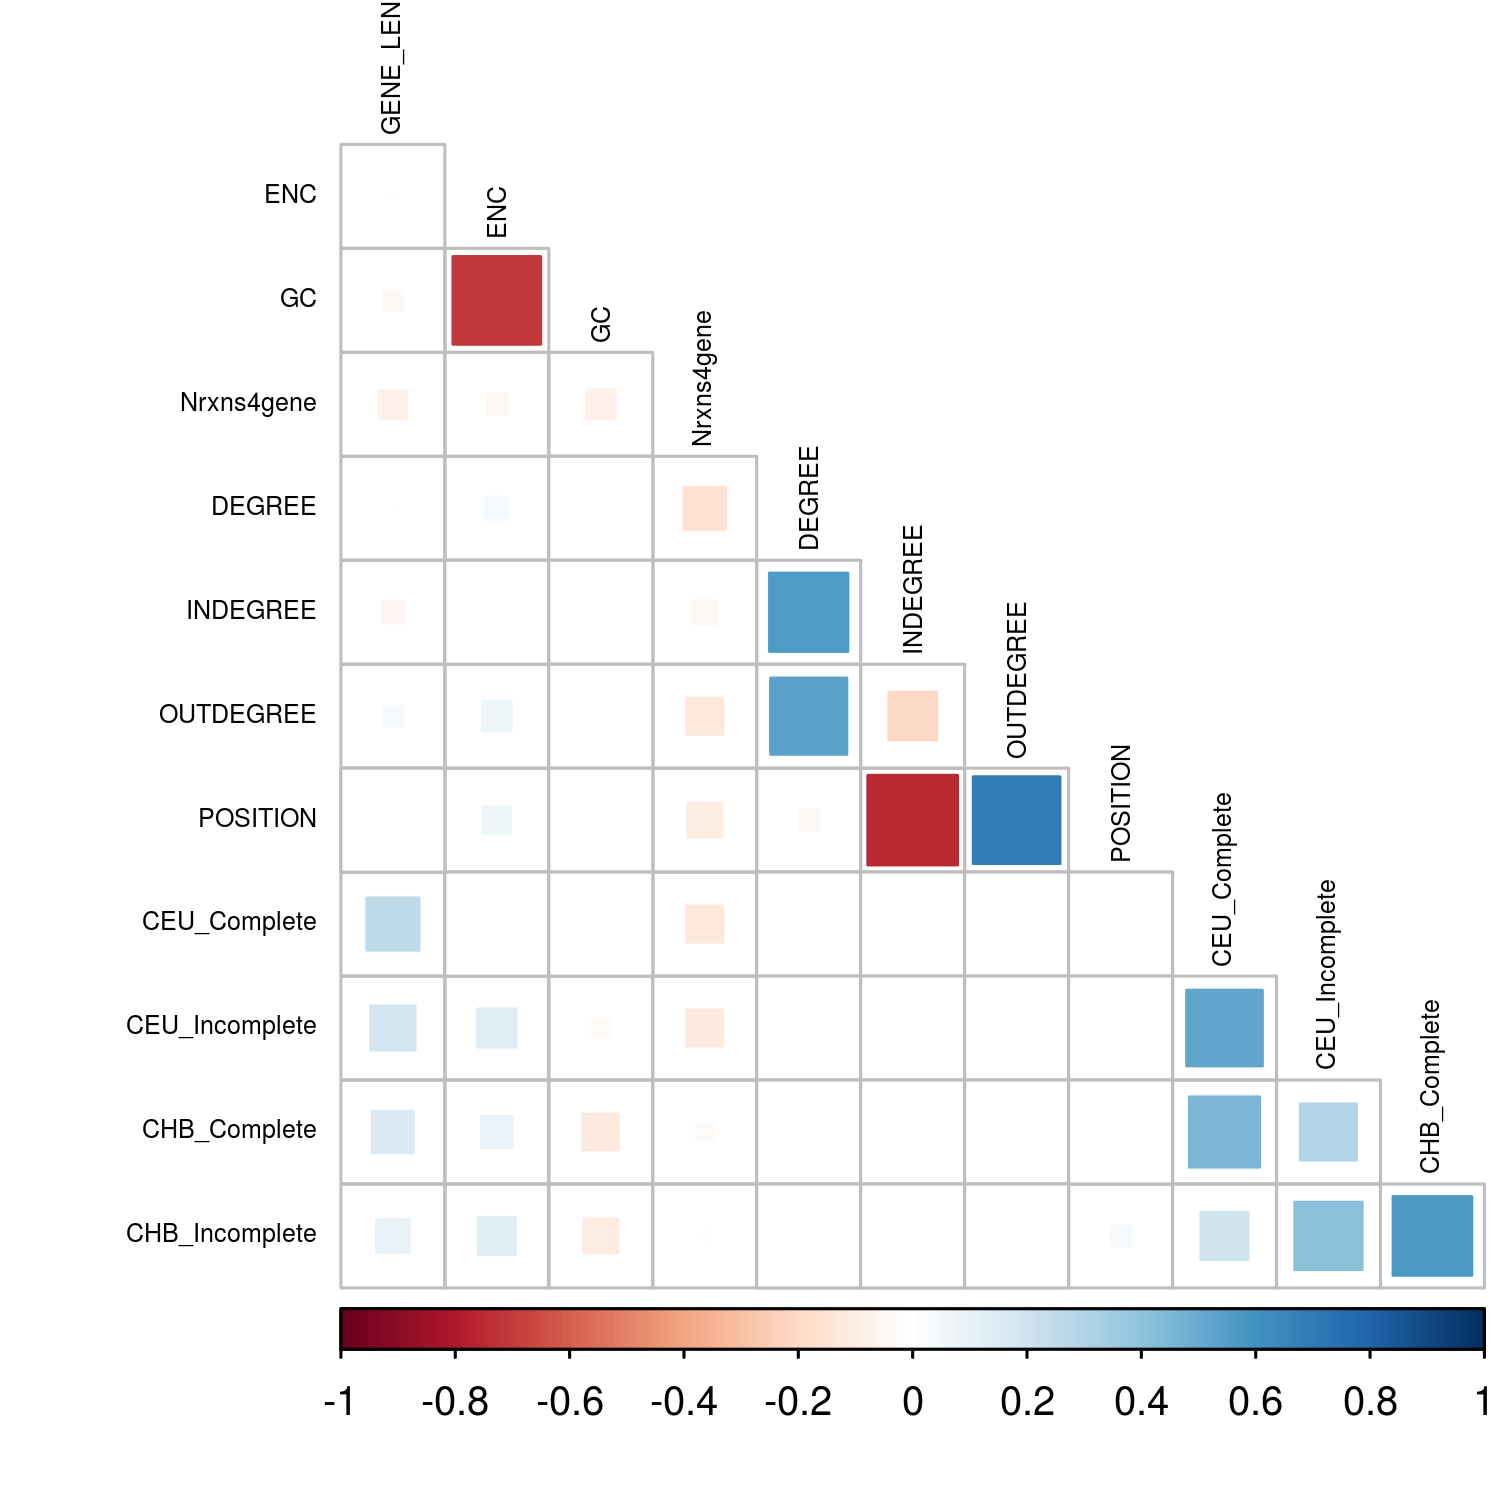 GENE_LEN
ENC
ENC
GC
GC
Nrxns4gene
Nrxns4gene
DEGREE
DEGREE
INDEGREE
INDEGREE
OUTDEGREE
OUTDEGREE
POSITION
POSITION
CEU_Complete
CEU_Complete
CEU_Incomplete
CEU_Incomplete
CHB_Complete
CHB_Complete
CHB_Incomplete
-1 -0.8 -0.6 -0.4 -0.2 0 0.2 0.4 0.6 0.8 1